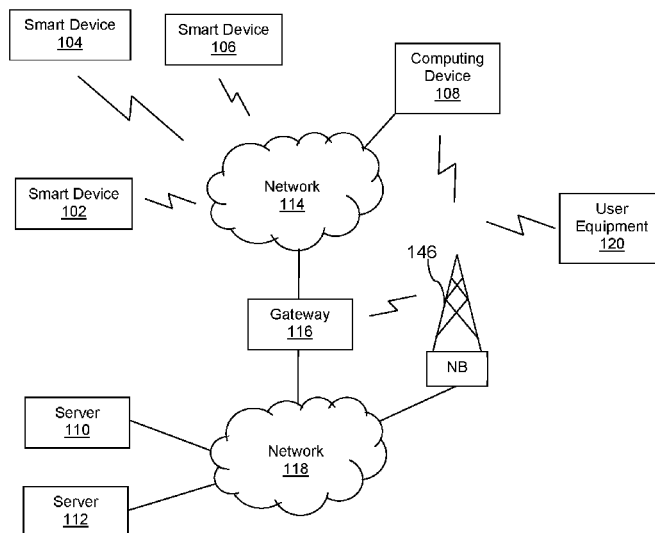 Smart Device
104
Smart Device
106
Computing
Device
108
Network
114
Smart Device
102
User
Equipment
120
146
Gateway
116
NB
Server
110
Network
118
Server
112